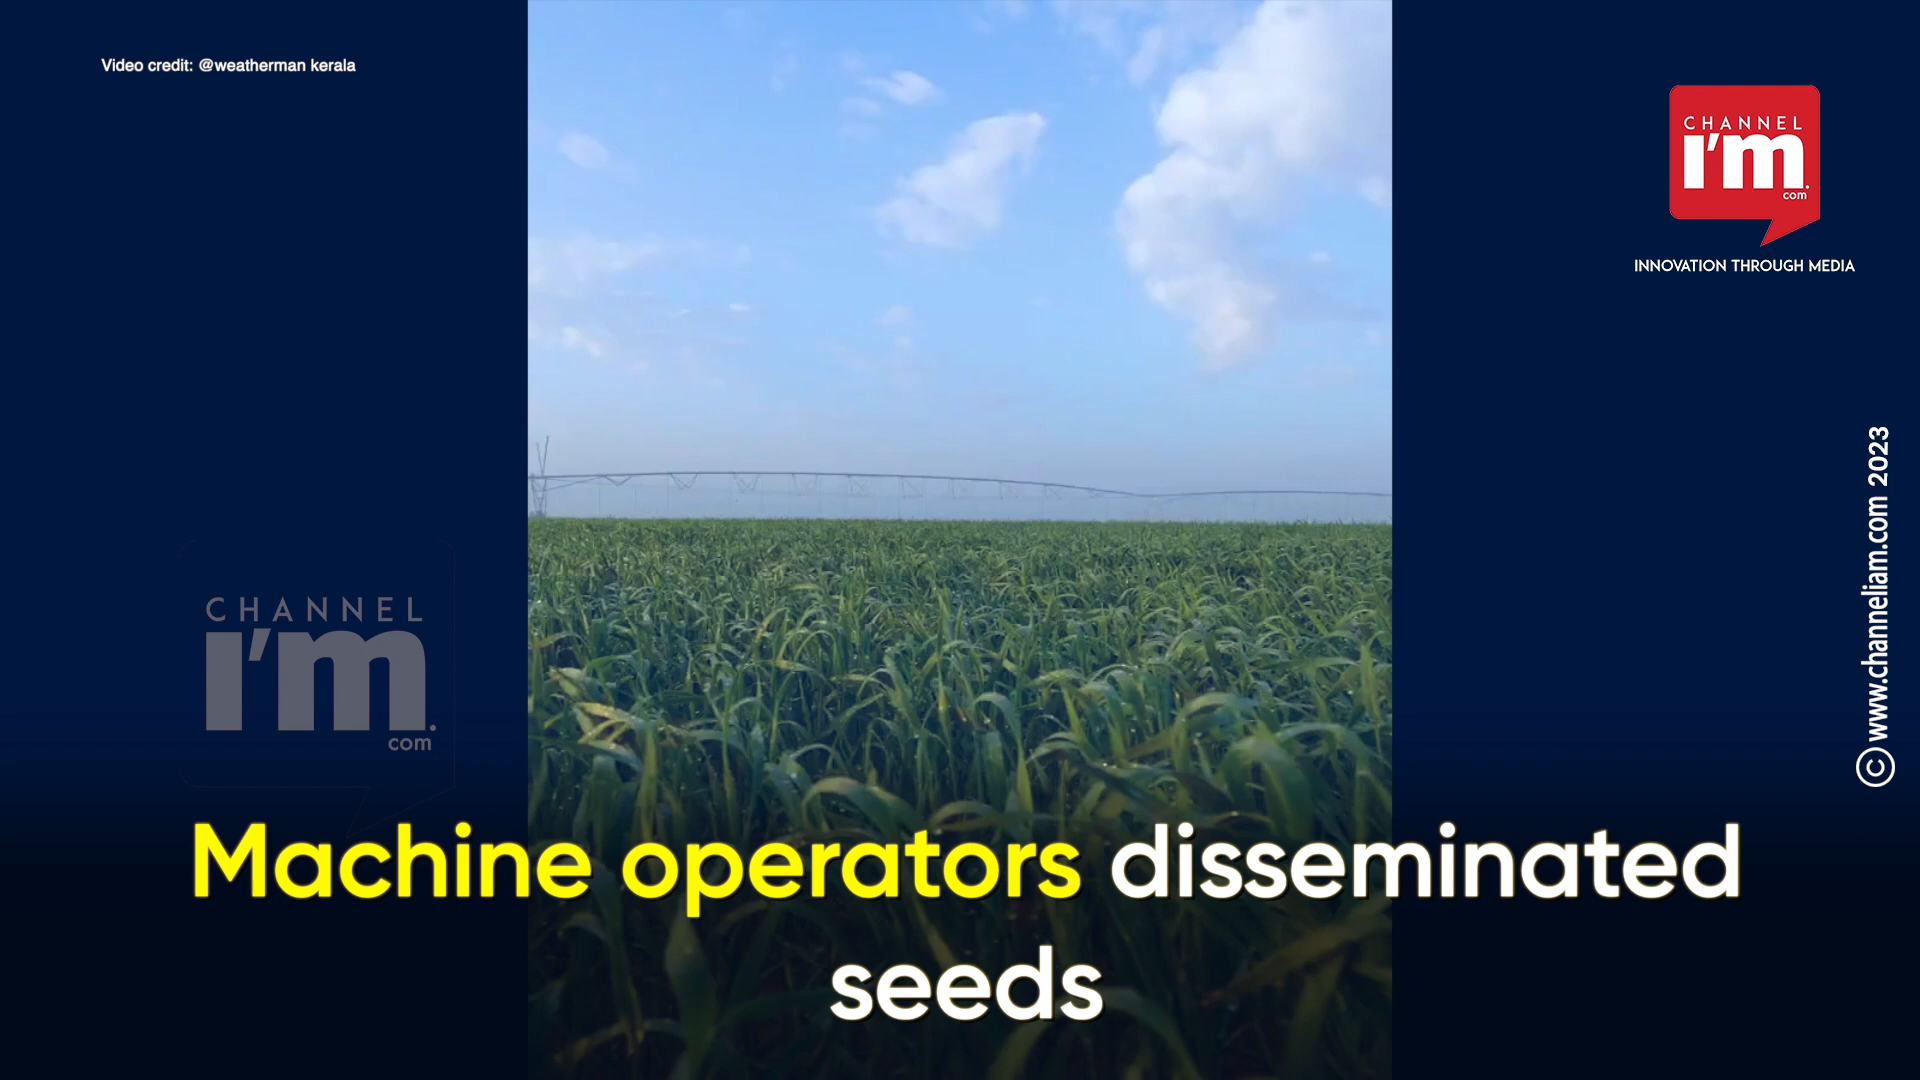 Video credit: @weatherman kerala
CHANNEL
i'm.
com
INNOVATION THROUGH MEDIA
© www.channeliam.com 2023
CHANNEL
i'm.
com
Machine operators disseminated
seeds